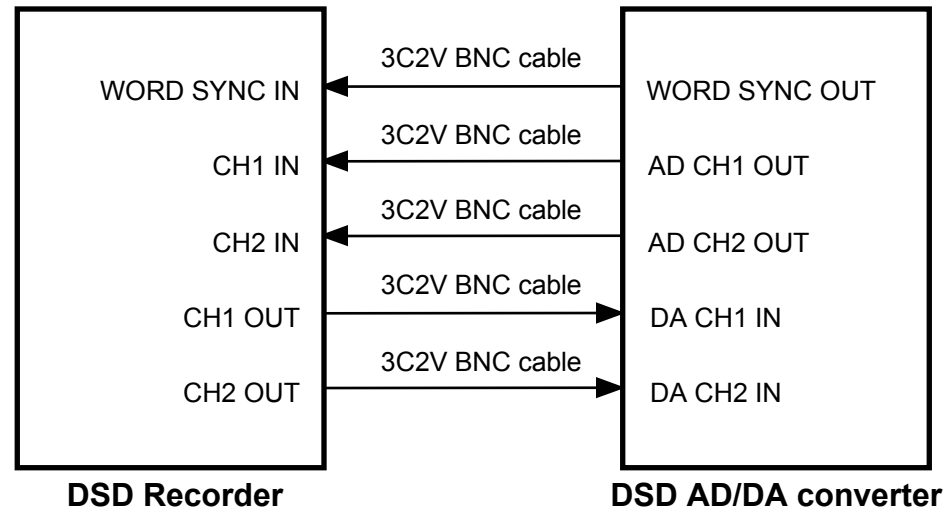 3C2V BNC cable
WORD SYNC IN
WORD SYNC OUT
3C2V BNC cable
CH1 IN
AD CH1 OUT
3C2V BNC cable
CH2 IN
AD CH2 OUT
3C2V BNC cable
CH1 OUT
DA CH1 IN
3C2V BNC cable
CH2 OUT
DA CH2 IN
DSD Recorder
DSD AD/DA converter